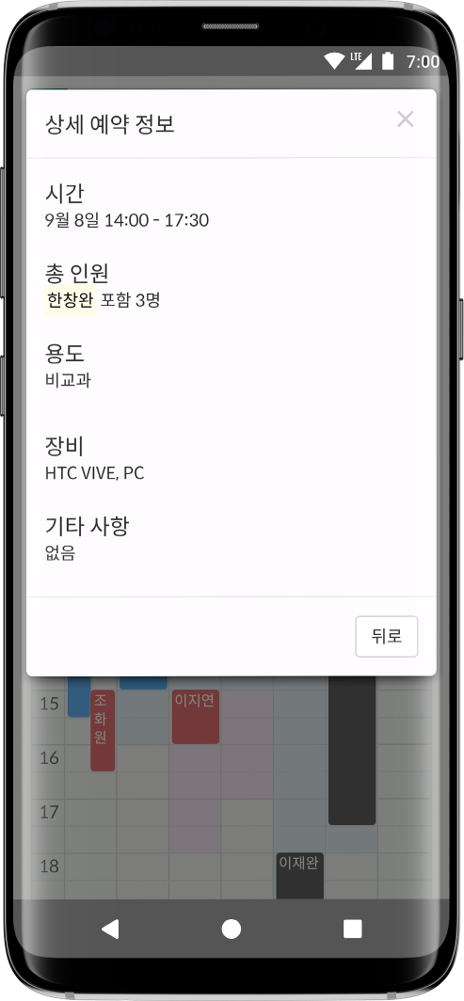 LTE 7:00
상세 예약 정보
시간
9월 8일 14:00 - 17:30
총 인원
한창완 포함 3명
용도
비교과
장비
HTC VIVE, PC
기타 사항
없음
뒤로
15
조화원
이지연
16
17
18
이재완